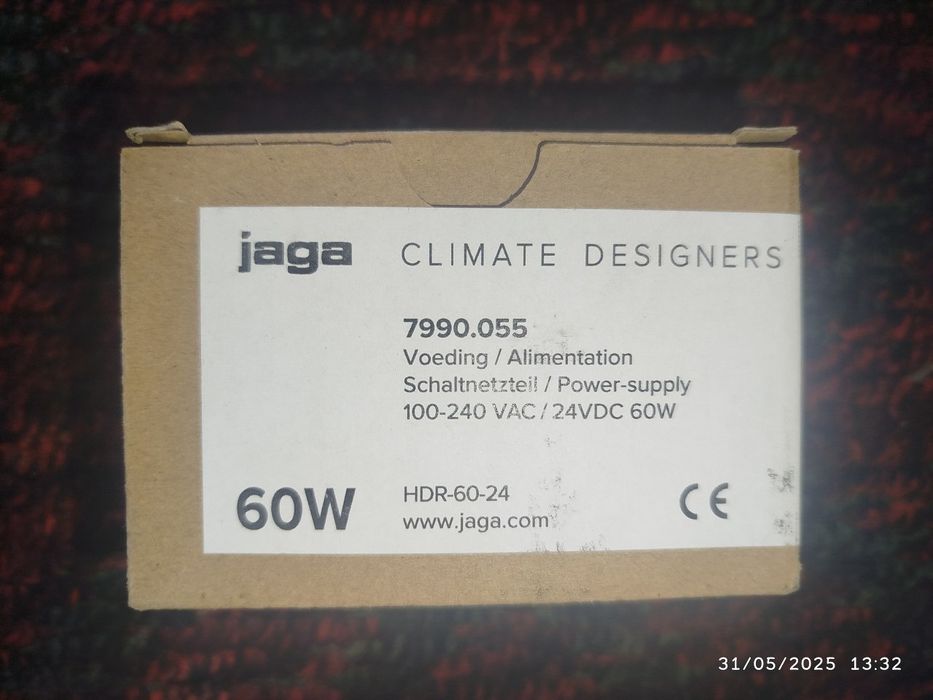 jaga CLIMATE DESIGNERS
7990.055
Voeding / Alimentation
Schaltnetzteil / Power-supply
100-240 VAC / 24VDC 60W
60W
HDR-60-24
www.jaga.com
CE
31/05/2025 13:32